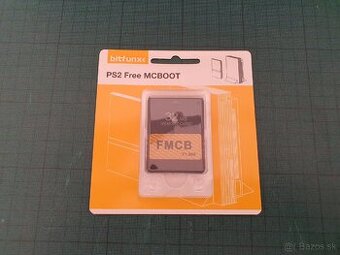 bitfunx
PS2 Free MCBOOT
FMCB
Bazos.sk